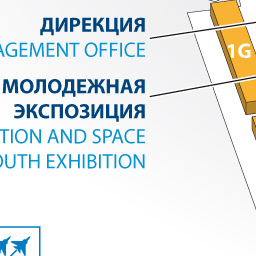 ДИРЕКЦИЯ
AGEMENT OFFICE
1G
МОЛОДЕЖНАЯ
ЭКСПОЗИЦИЯ
TION AND SPACE
OUTH EXHIBITION